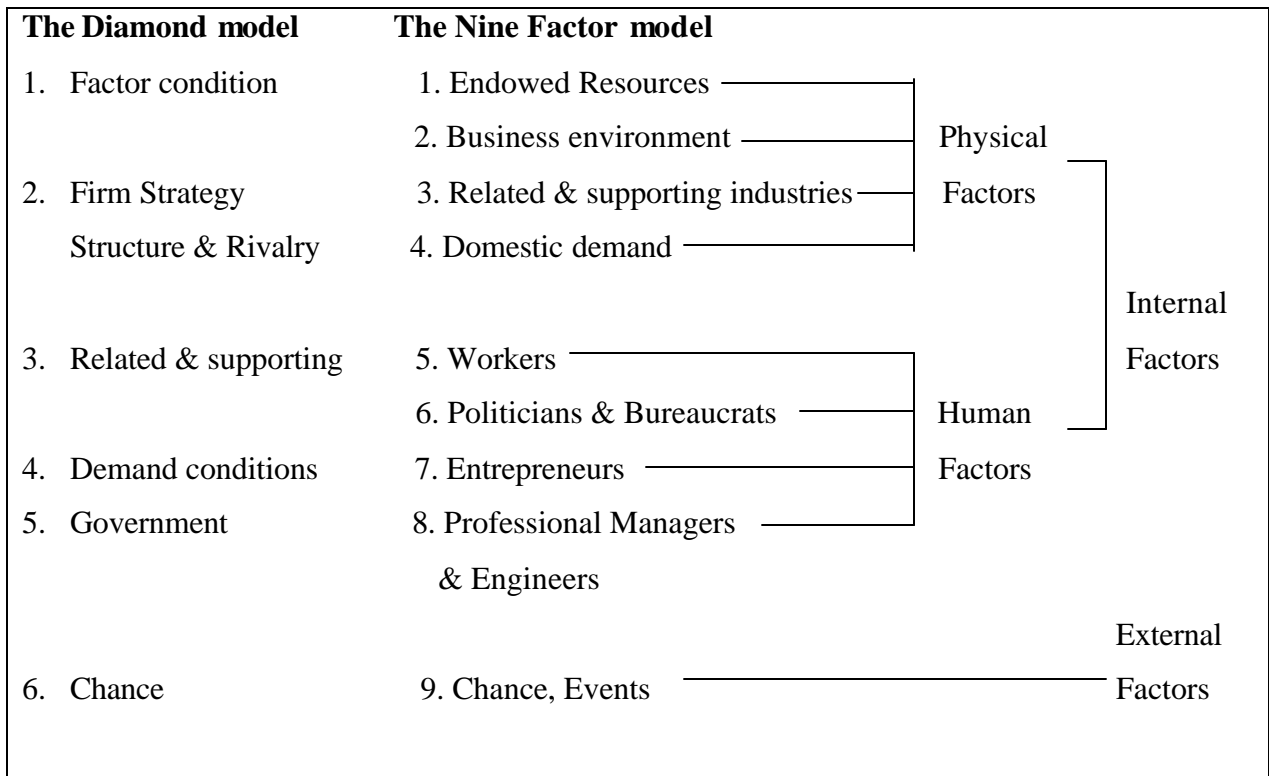 The Diamond model The Nine Factor model
1. Factor condition 1. Endowed Resources
2. Business environment Physical
2. Firm Strategy 3. Related & supporting industries Factors
Structure & Rivalry 4. Domestic demand
Internal
3. Related & supporting 5. Workers Factors
6. Politicians & Bureaucrats Human
4. Demand conditions 7. Entrepreneurs Factors
5. Government 8. Professional Managers
& Engineers
External
6. Chance 9. Chance, Events Factors